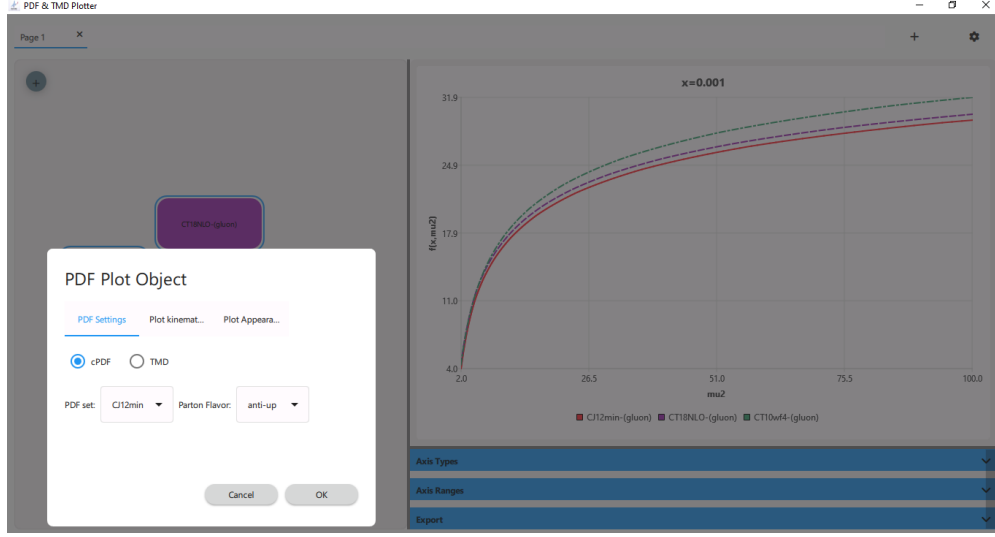 PDF & TMD Plotter
Page 1
x=0.001
31.9
24.9
17.9
11.0
4.0
f(x,mu2)
2.0 26.5 51.0 75.5 100.0
mu2
CJ12min-(gluon) CT18NLO-(gluon) CT10wf4-(gluon)
CT18NLO-(gluon)
PDF Plot Object
PDF Settings Plot kinemat... Plot Appeara...
cPDF TMD
PDF set: CJ12min Parton Flavor: anti-up
Cancel OK
Axis Types
Axis Ranges
Export